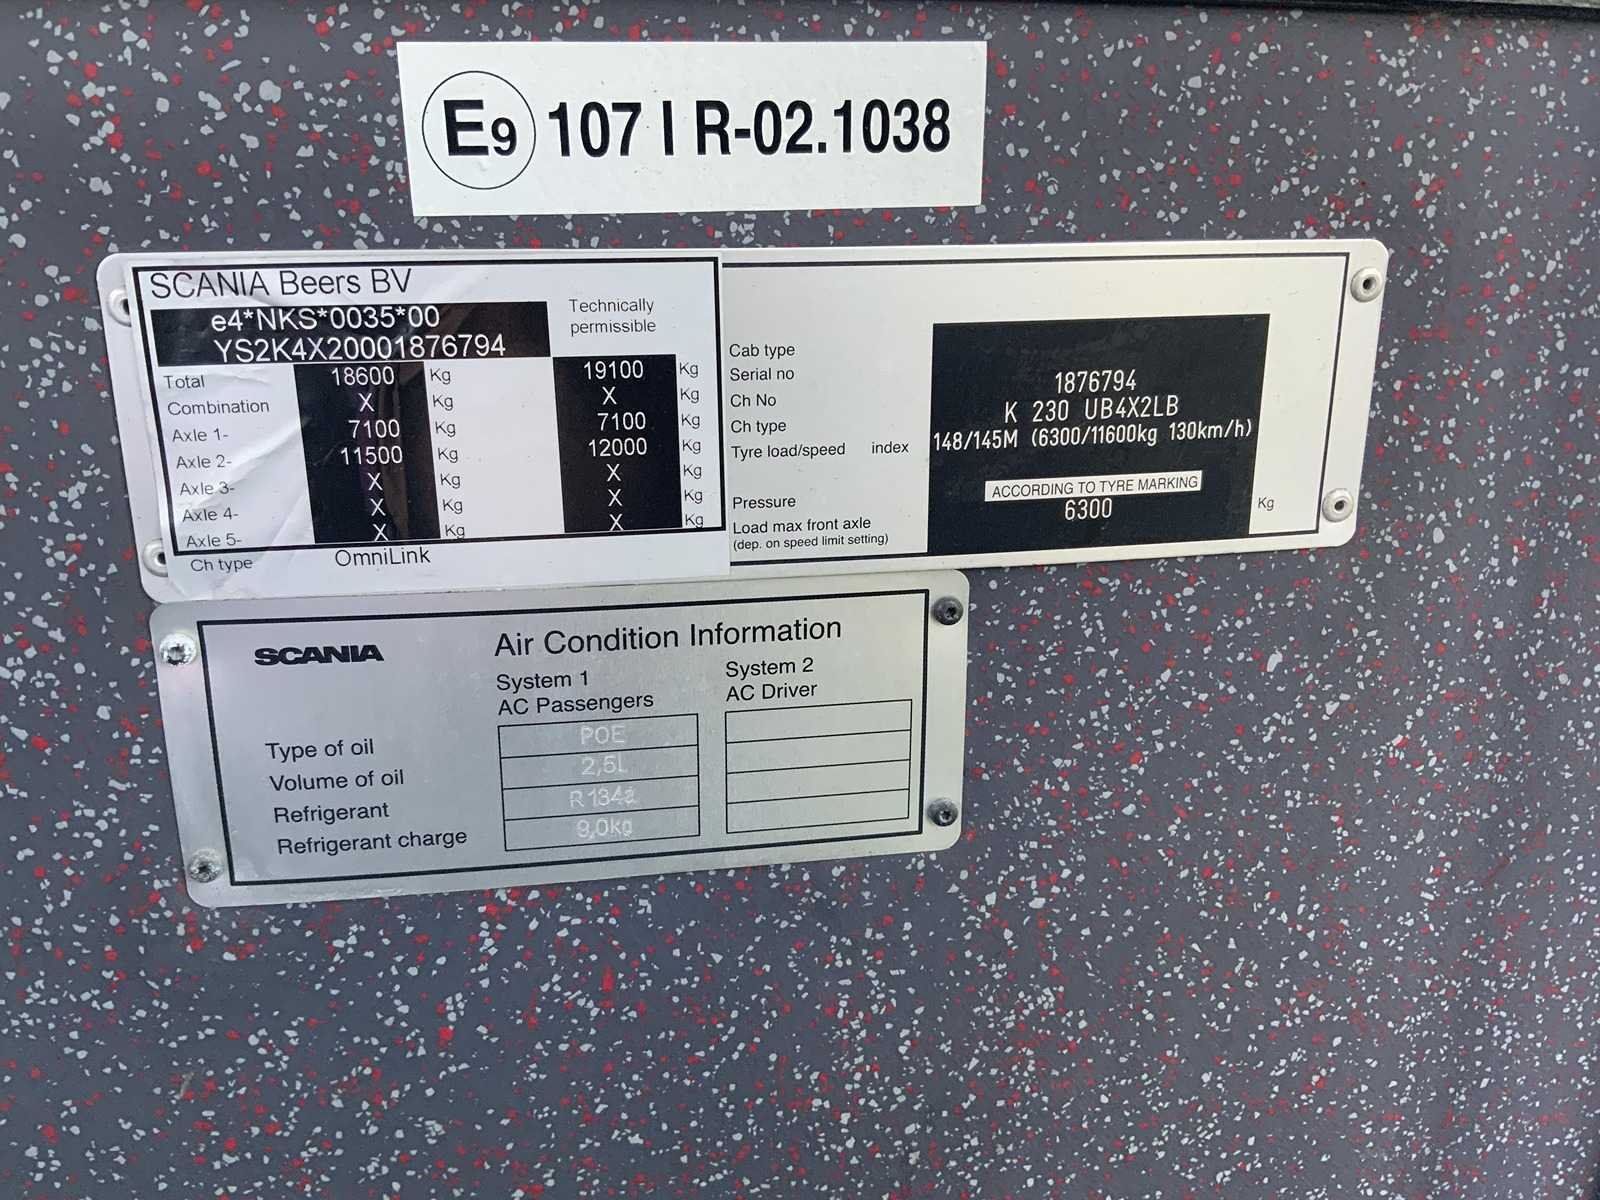 E9 107 I R-02.1038
SCANIA Beers BV
e4*NKS*0035*00
YS2K4X20001876794
Technically
permissible
Total 18600 Kg 19100 Kg
Combination X Kg X Kg
Axle 1- 7100 Kg 7100 Kg
Axle 2- 11500 Kg 12000 Kg
Axle 3- X Kg X Kg
Axle 4- X Kg X Kg
Axle 5- X Kg X Kg
Ch type OmniLink
Cab type
Serial no 1876794
Ch No
Ch type K 230 UB4X2LB
Tyre load/speed index 148/145M (6300/11600kg 130km/h)
Pressure ACCORDING TO TYRE MARKING
Load max front axle 6300 Kg
(dep. on speed limit setting)
SCANIA Air Condition Information
System 1 System 2
AC Passengers AC Driver
Type of oil POE
Volume of oil 2,5L
Refrigerant R134a
Refrigerant charge 9,0kg